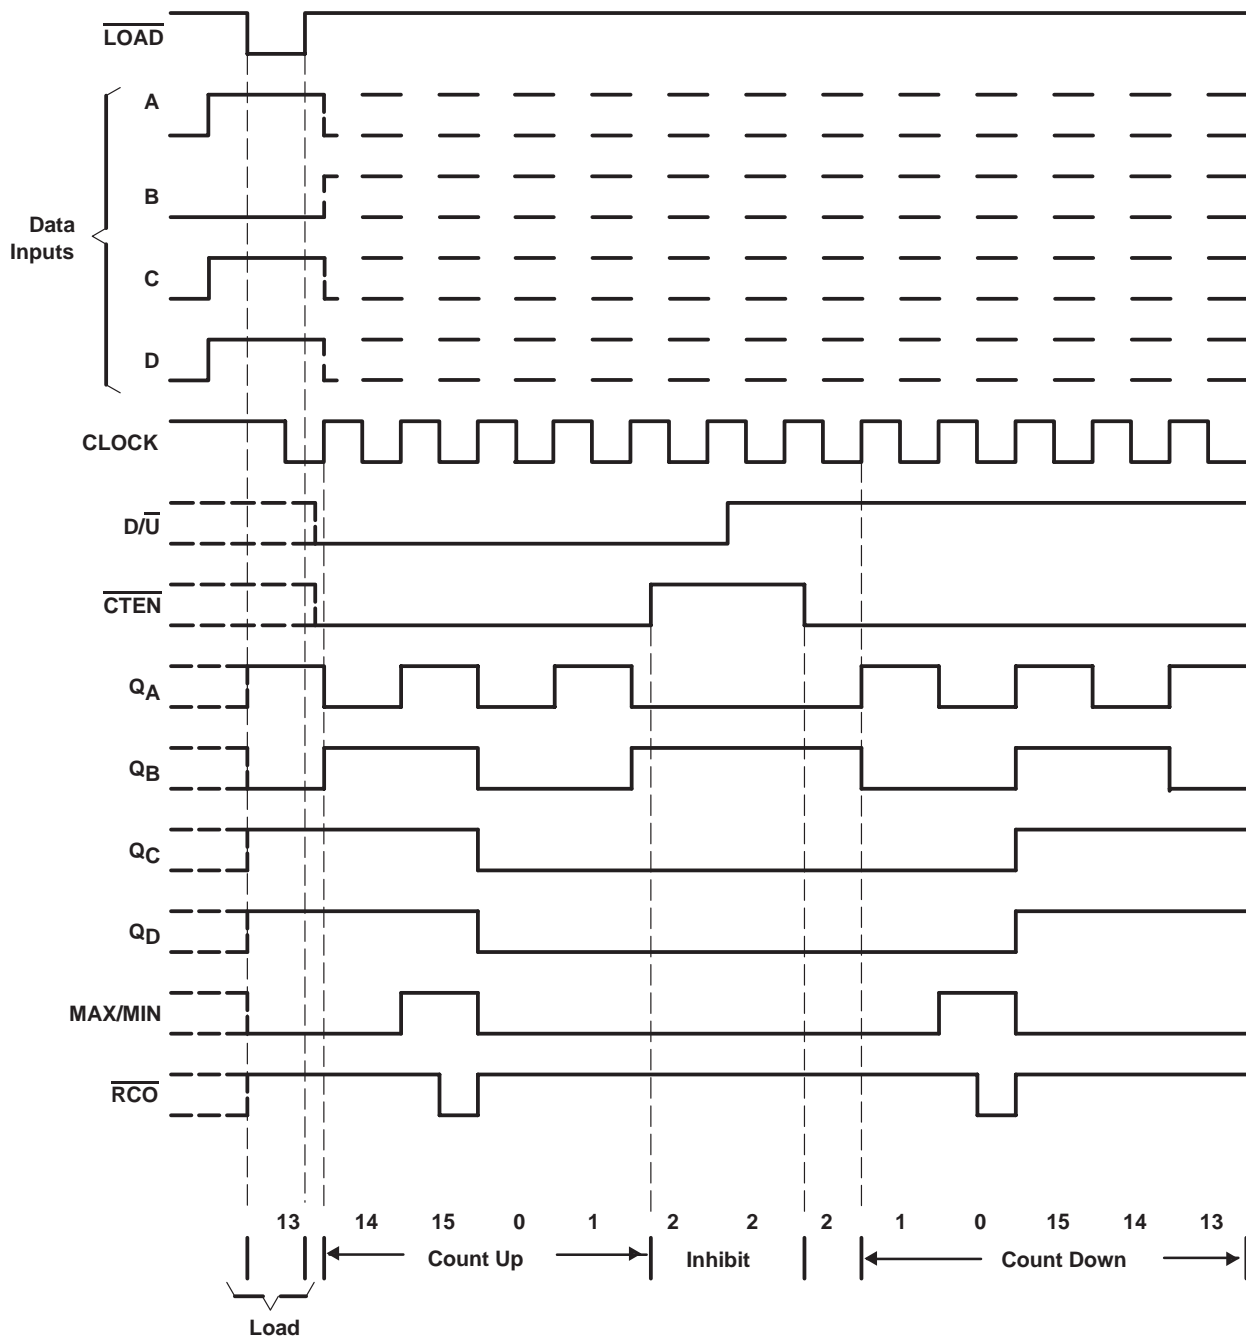 LOAD
A
B
Data
Inputs
C
D
CLOCK
D/U
CTEN
QA
QB
QC
QD
MAX/MIN
RCO
13 14 15 0 1 2 2 2 1 0 15 14 13
Count Up Inhibit Count Down
Load